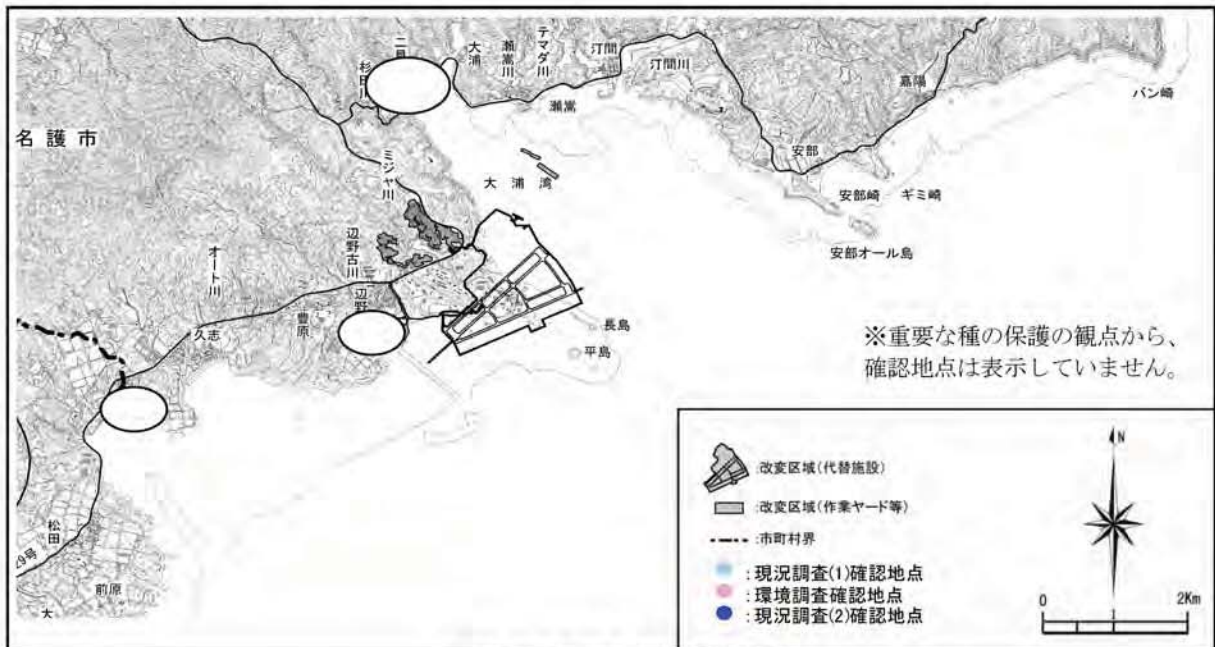 二見
杉田川
大浦
瀬嵩川
テマダ川
汀間
汀間川
瀬嵩
嘉陽
バン崎
名護市
ミジャ川
大浦湾
安部
安部崎
ギミ崎
安部オール島
辺野古川
オート川
辺野
豊原
久志
長島
平島
※重要な種の保護の観点から、
確認地点は表示していません。
松田
29号
前原
大
:改変区域(代替施設)
:改変区域(作業ヤード等)
:市町村界
:現況調査(1)確認地点
:環境調査確認地点
:現況調査(2)確認地点
N
0 2Km